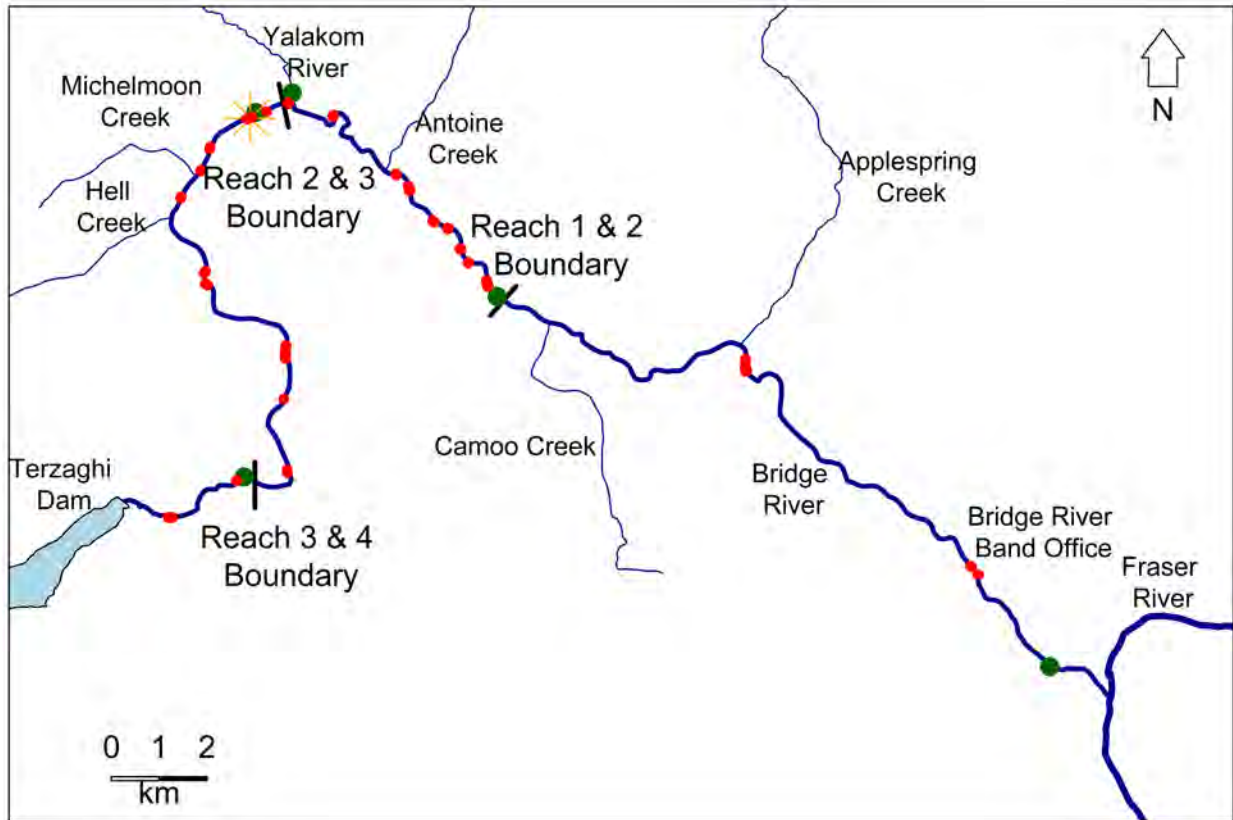 Yalakom
River
Michelmoon
Creek
N
Antoine
Creek
Applespring
Creek
Hell
Creek
Reach 2 & 3
Boundary
Reach 1 & 2
Boundary
Camoo Creek
Terzaghi
Dam
Bridge
River
Reach 3 & 4
Boundary
Bridge River
Band Office
Fraser
River
0 1 2
km